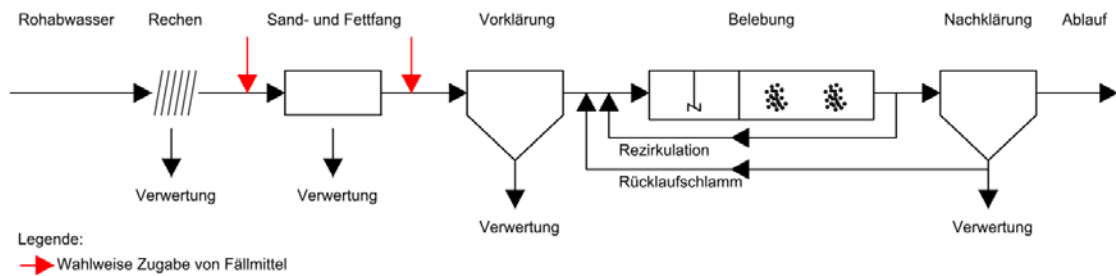 Rohabwasser
Rechen
Sand- und Fettfang
Vorklärung
Belebung
Nachklärung
Ablauf
Rezirkulation
Rücklaufschlamm
Verwertung
Verwertung
Verwertung
Verwertung
Legende:
Wahlweise Zugabe von Fällmittel